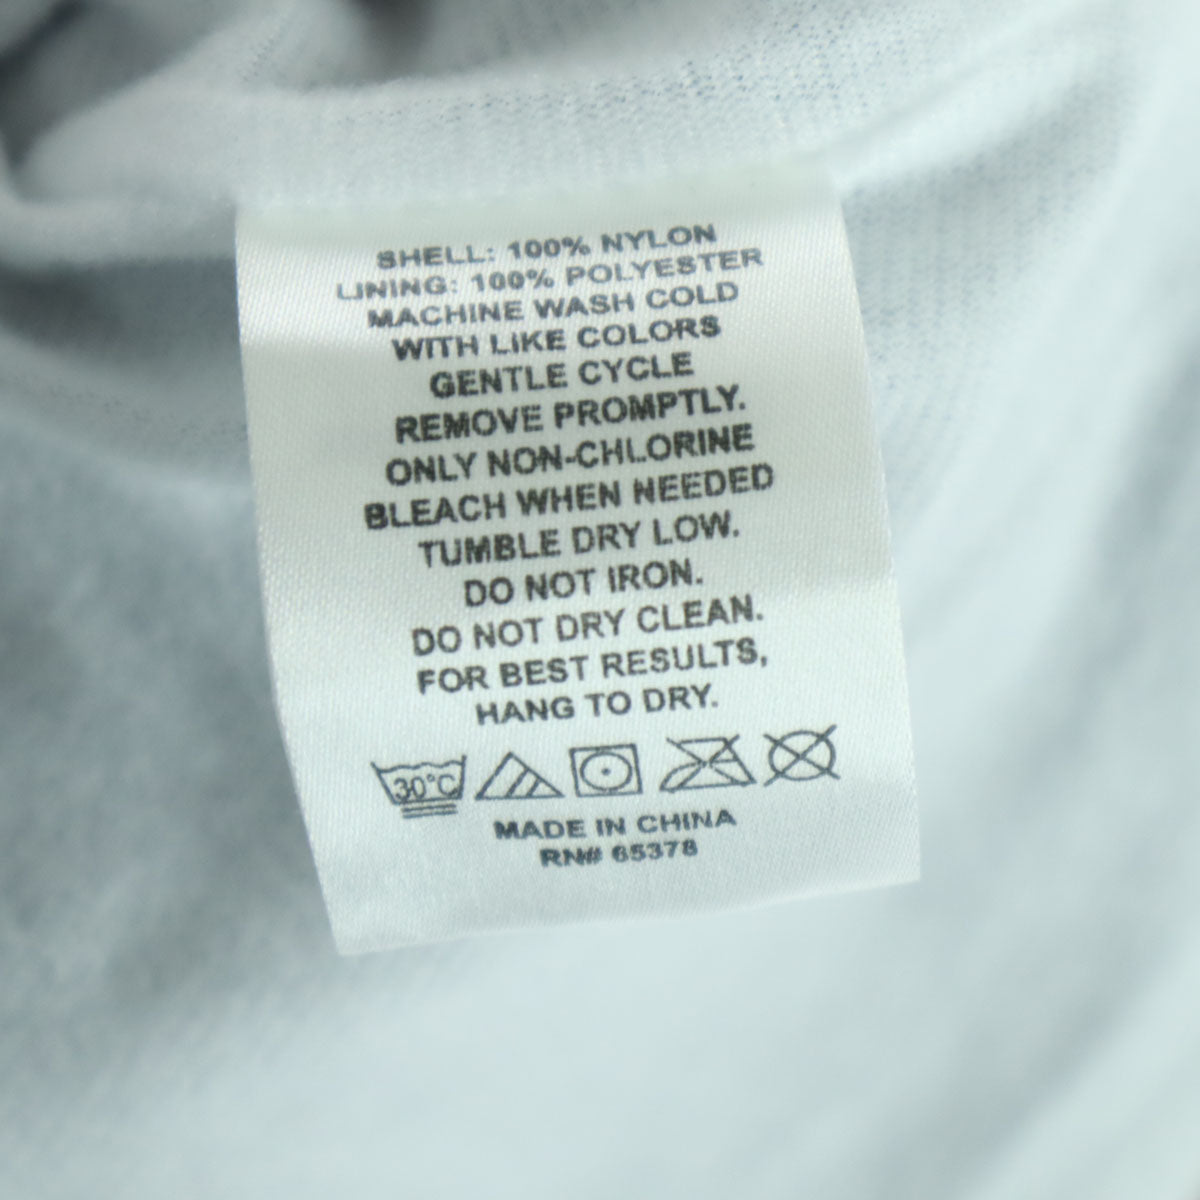 SHELL: 100% NYLON
LINING: 100% POLYESTER
MACHINE WASH COLD
WITH LIKE COLORS
GENTLE CYCLE
REMOVE PROMPTLY.
ONLY NON-CHLORINE
BLEACH WHEN NEEDED
TUMBLE DRY LOW.
DO NOT IRON.
DO NOT DRY CLEAN.
FOR BEST RESULTS,
HANG TO DRY.
30°C
MADE IN CHINA
RN# 65378